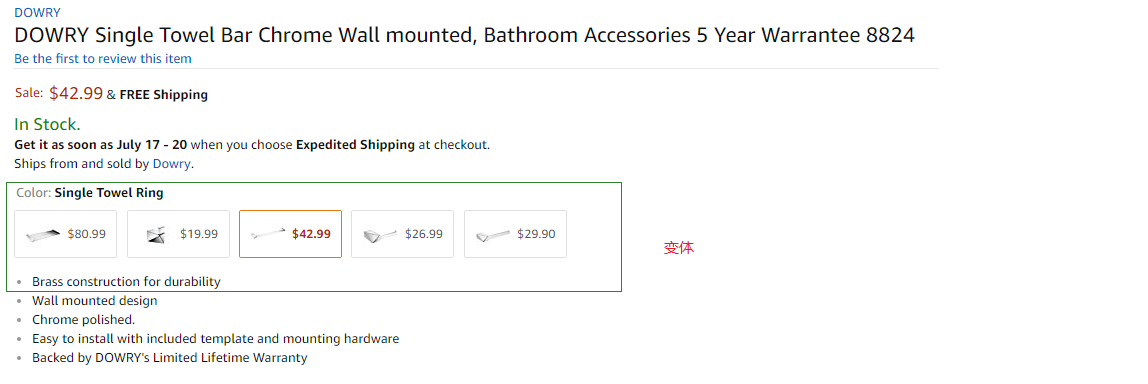 DOWRY
DOWRY Single Towel Bar Chrome Wall mounted, Bathroom Accessories 5 Year Warrantee 8824
Be the first to review this item
Sale: $42.99 & FREE Shipping
In Stock.
Get it as soon as July 17 - 20 when you choose Expedited Shipping at checkout.
Ships from and sold by Dowry.
Color: Single Towel Ring
$80.99 $19.99 $42.99 $26.99 $29.90
变体
• Brass construction for durability
• Wall mounted design
• Chrome polished.
• Easy to install with included template and mounting hardware
• Backed by DOWRY's Limited Lifetime Warranty